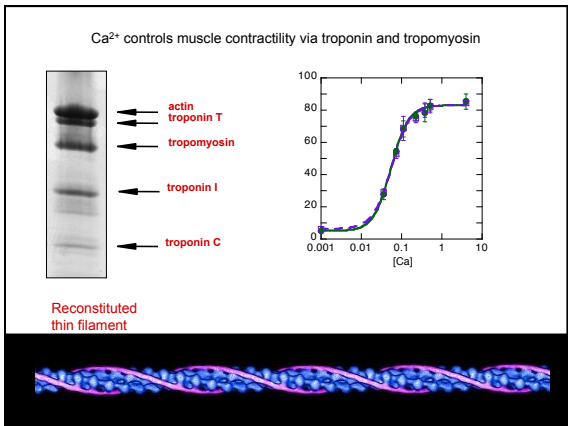 Ca²⁺ controls muscle contractility via troponin and tropomyosin
actin
troponin T
tropomyosin
troponin I
troponin C
Reconstituted
thin filament
100
80
60
40
20
0
0.001 0.01 0.1 1 10
[Ca]